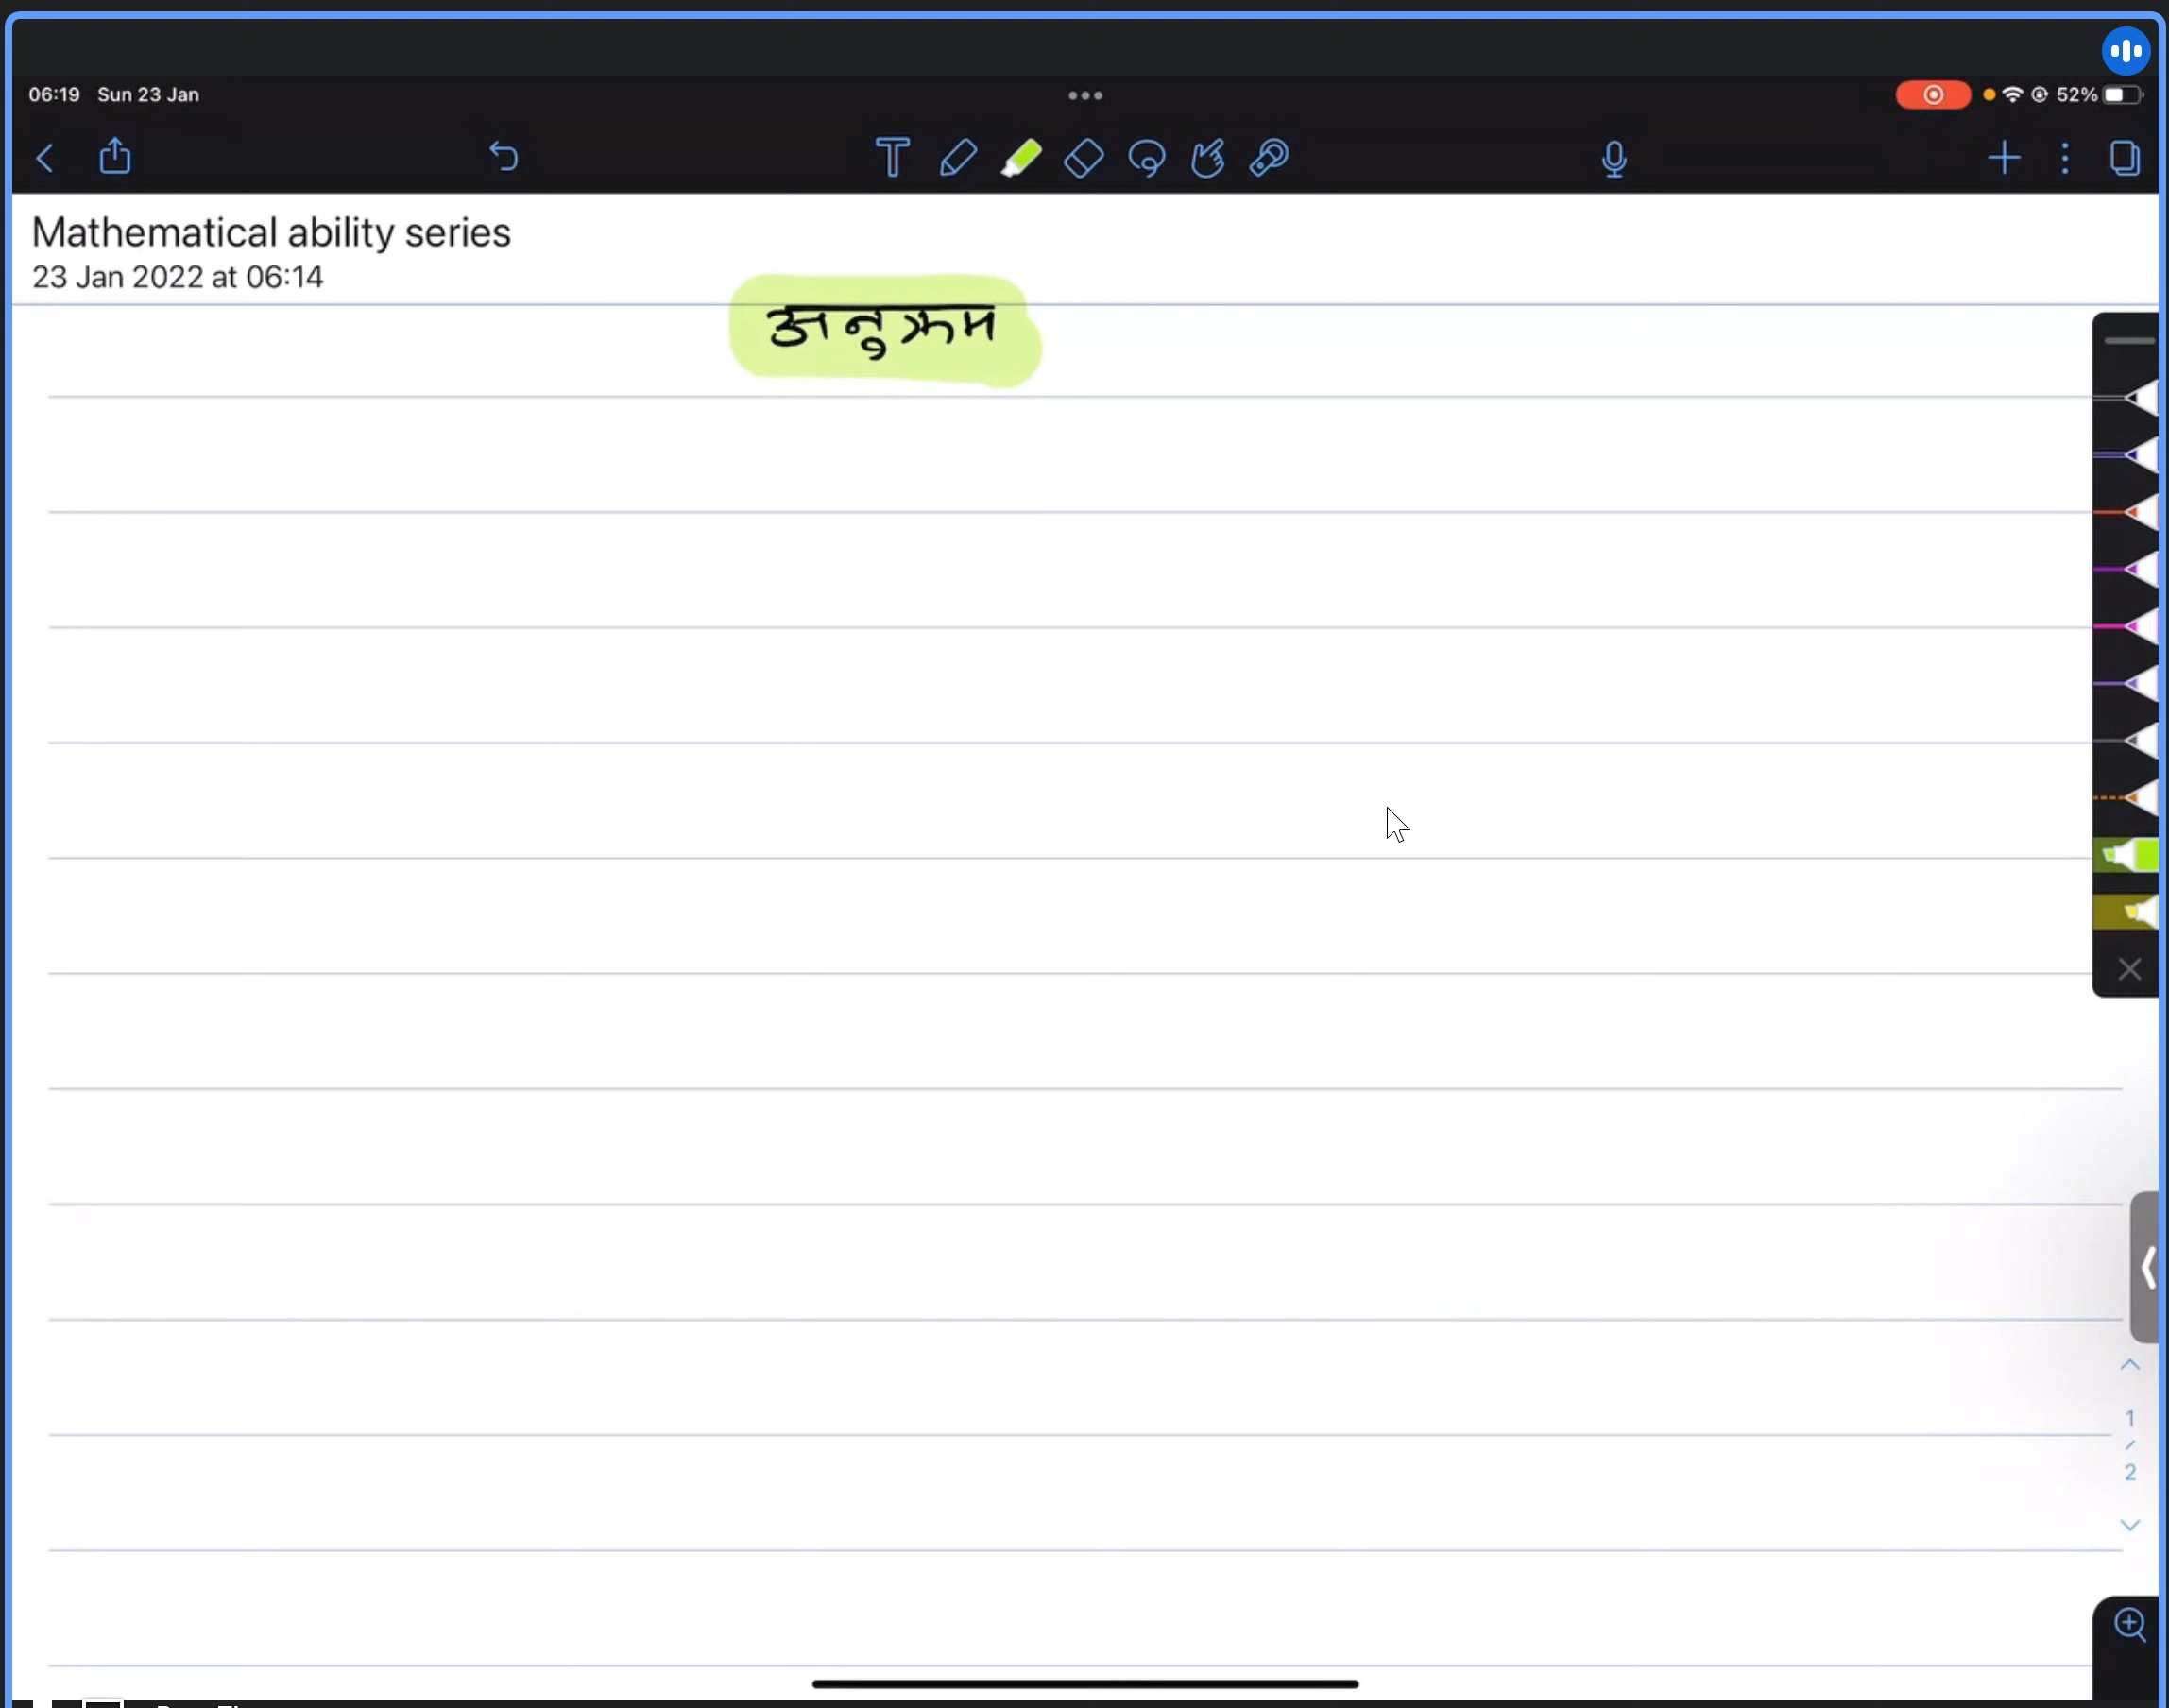 06:19 Sun 23 Jan
52%
Mathematical ability series
23 Jan 2022 at 06:14
अनुक्रम
1
/
2